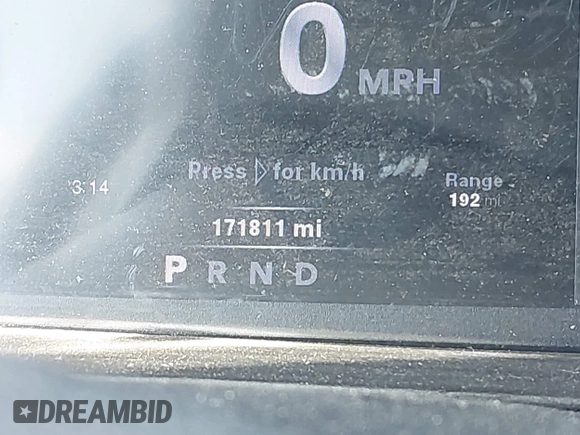 0 MPH
Press ▷ for km/h
3:14
Range
192 mi
171811 mi
P R N D
DREAMBID